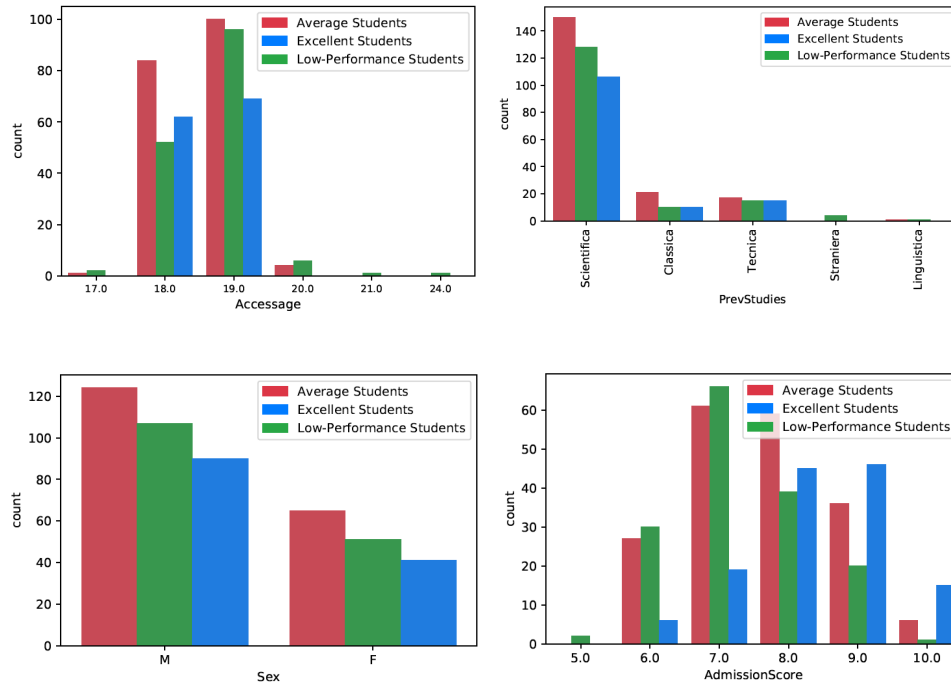 Average Students
Excellent Students
Low-Performance Students
count
100
80
60
40
20
0
17.0 18.0 19.0 20.0 21.0 24.0
Accessage
Average Students
Excellent Students
Low-Performance Students
count
140
120
100
80
60
40
20
0
Scientifica
Classica
Tecnica
Straniera
Linguistica
PrevStudies
Average Students
Excellent Students
Low-Performance Students
count
120
100
80
60
40
20
0
M F
Sex
Average Students
Excellent Students
Low-Performance Students
count
60
50
40
30
20
10
0
5.0 6.0 7.0 8.0 9.0 10.0
AdmissionScore